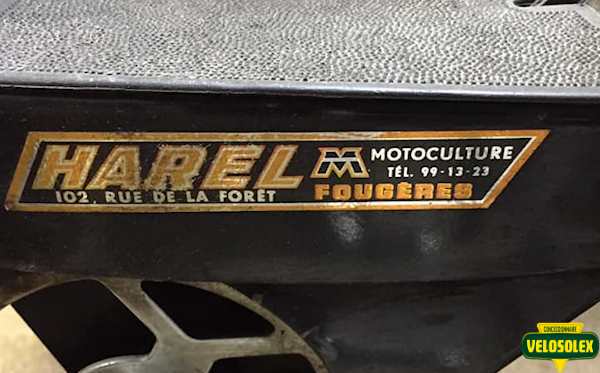 HAREL M MOTOCULTURE
TÉL. 99-13-23
102, RUE DE LA FORÊT FOUGÈRES
CONCESSIONNAIRE
VELOSOLEX